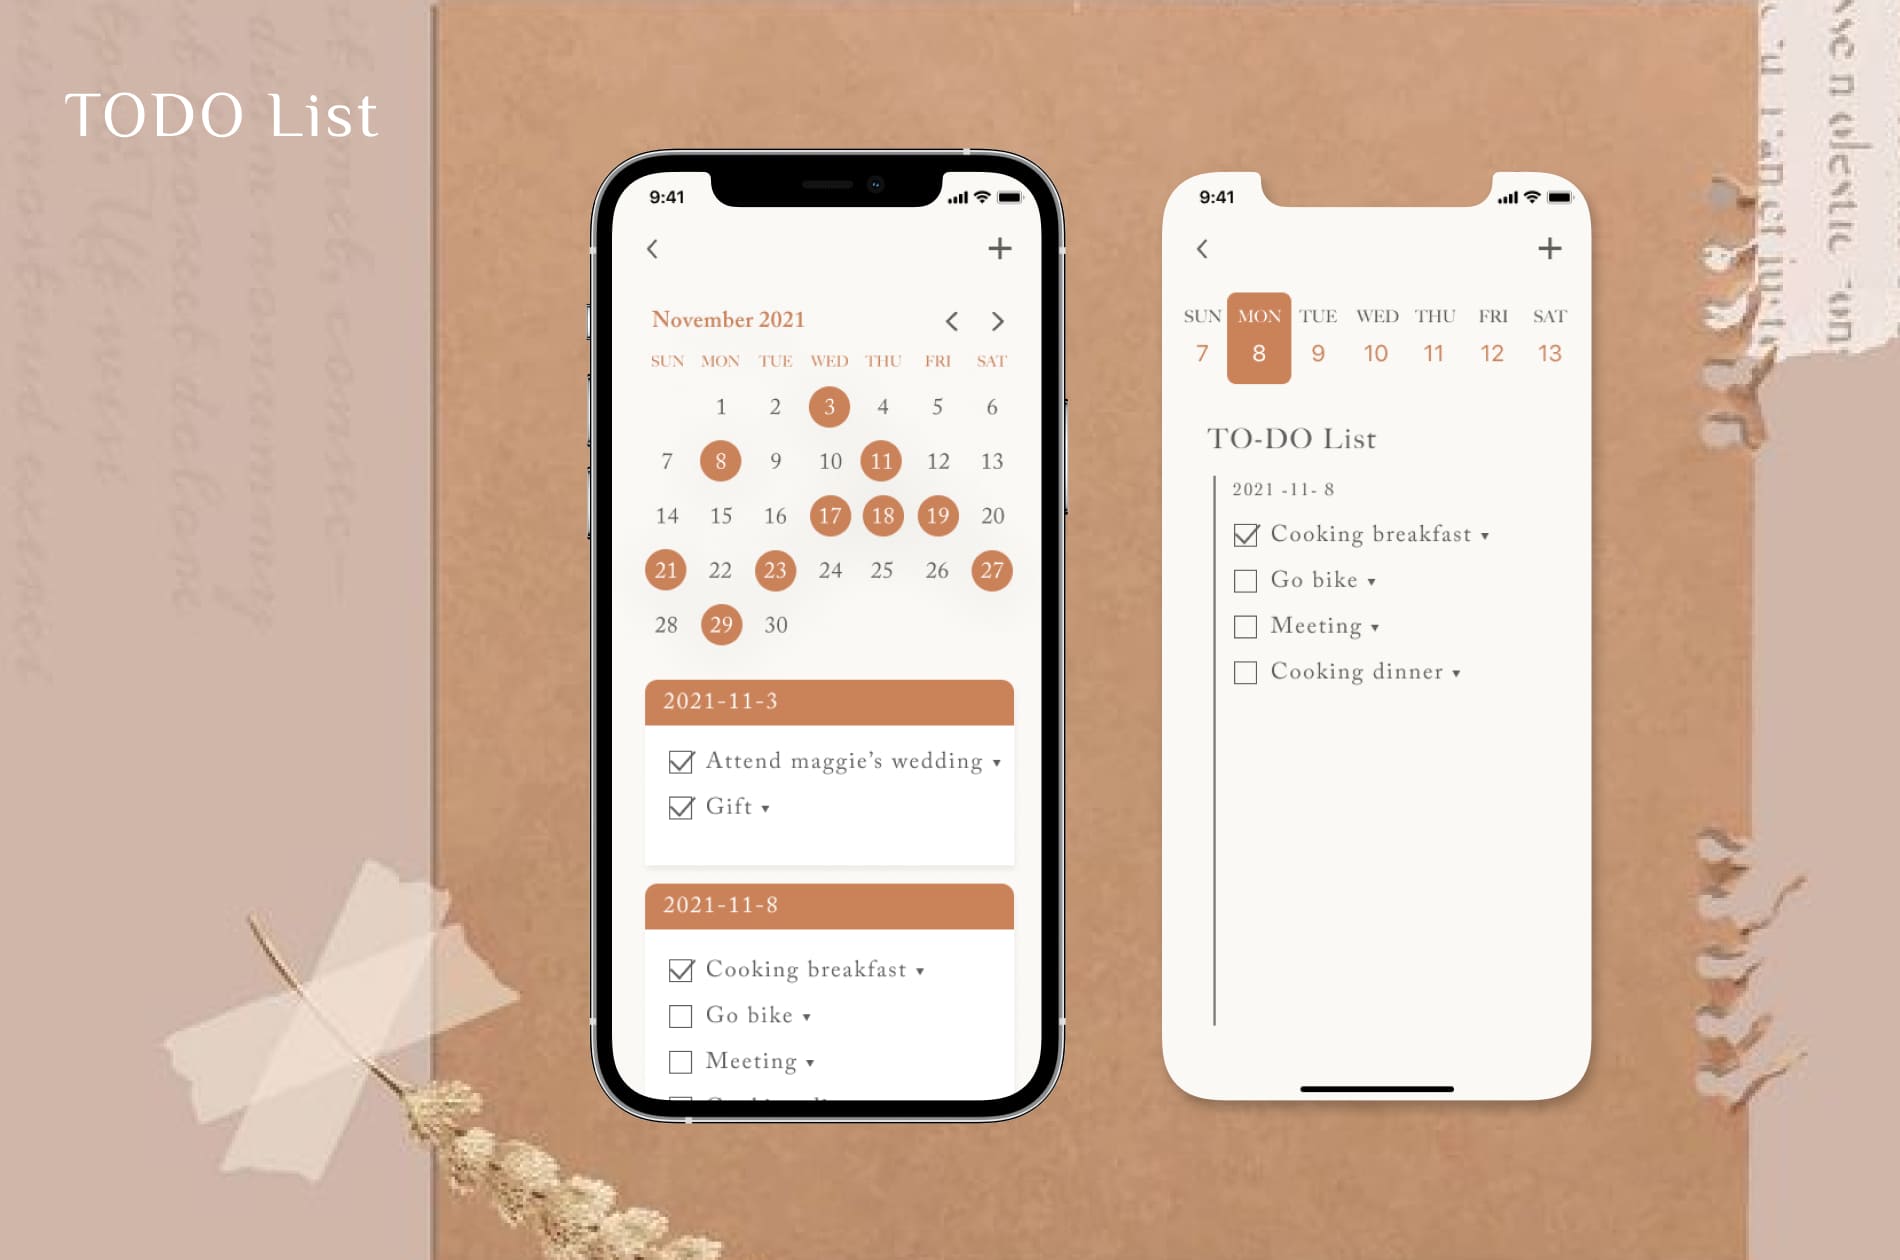 TODO List
9:41
November 2021
SUN MON TUE WED THU FRI SAT
1 2 3 4 5 6
7 8 9 10 11 12 13
14 15 16 17 18 19 20
21 22 23 24 25 26 27
28 29 30
2021-11-3
Attend maggie’s wedding
Gift
2021-11-8
Cooking breakfast
Go bike
Meeting
9:41
SUN MON TUE WED THU FRI SAT
7 8 9 10 11 12 13
TO-DO List
2021 -11- 8
Cooking breakfast
Go bike
Meeting
Cooking dinner